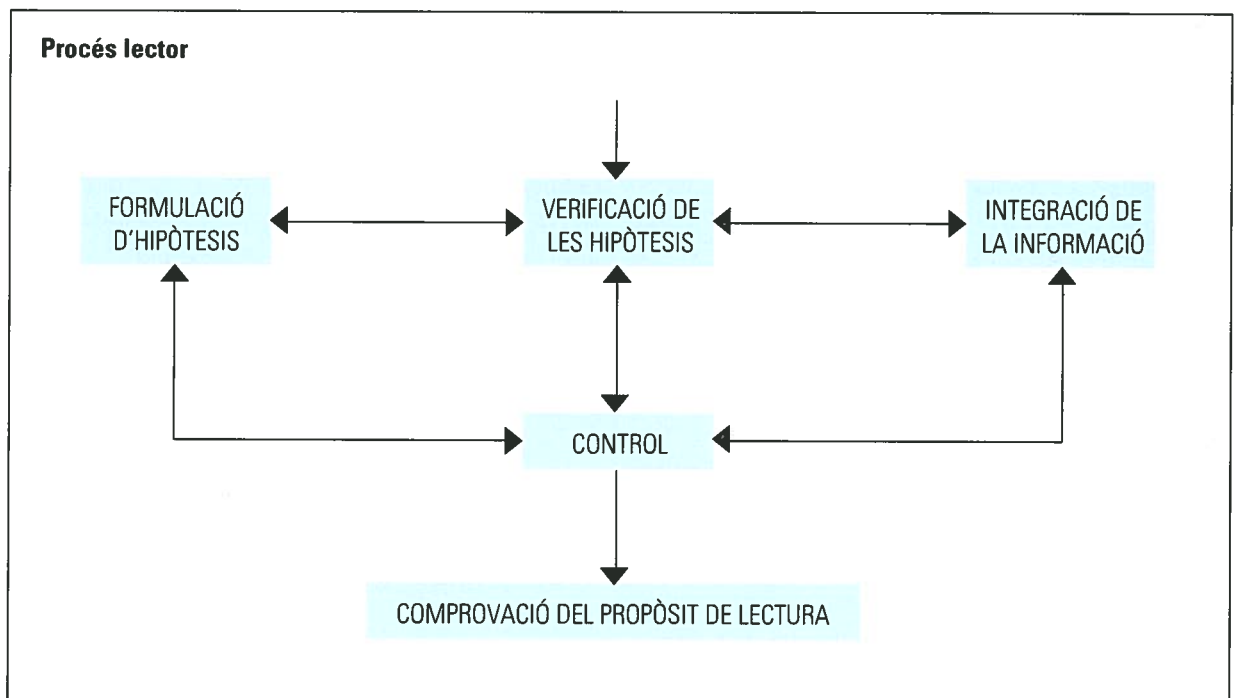 Procés lector
FORMULACIÓ
D'HIPÒTESIS
VERIFICACIÓ DE
LES HIPÒTESIS
INTEGRACIÓ DE
LA INFORMACIÓ
CONTROL
COMPROVACIÓ DEL PROPÒSIT DE LECTURA